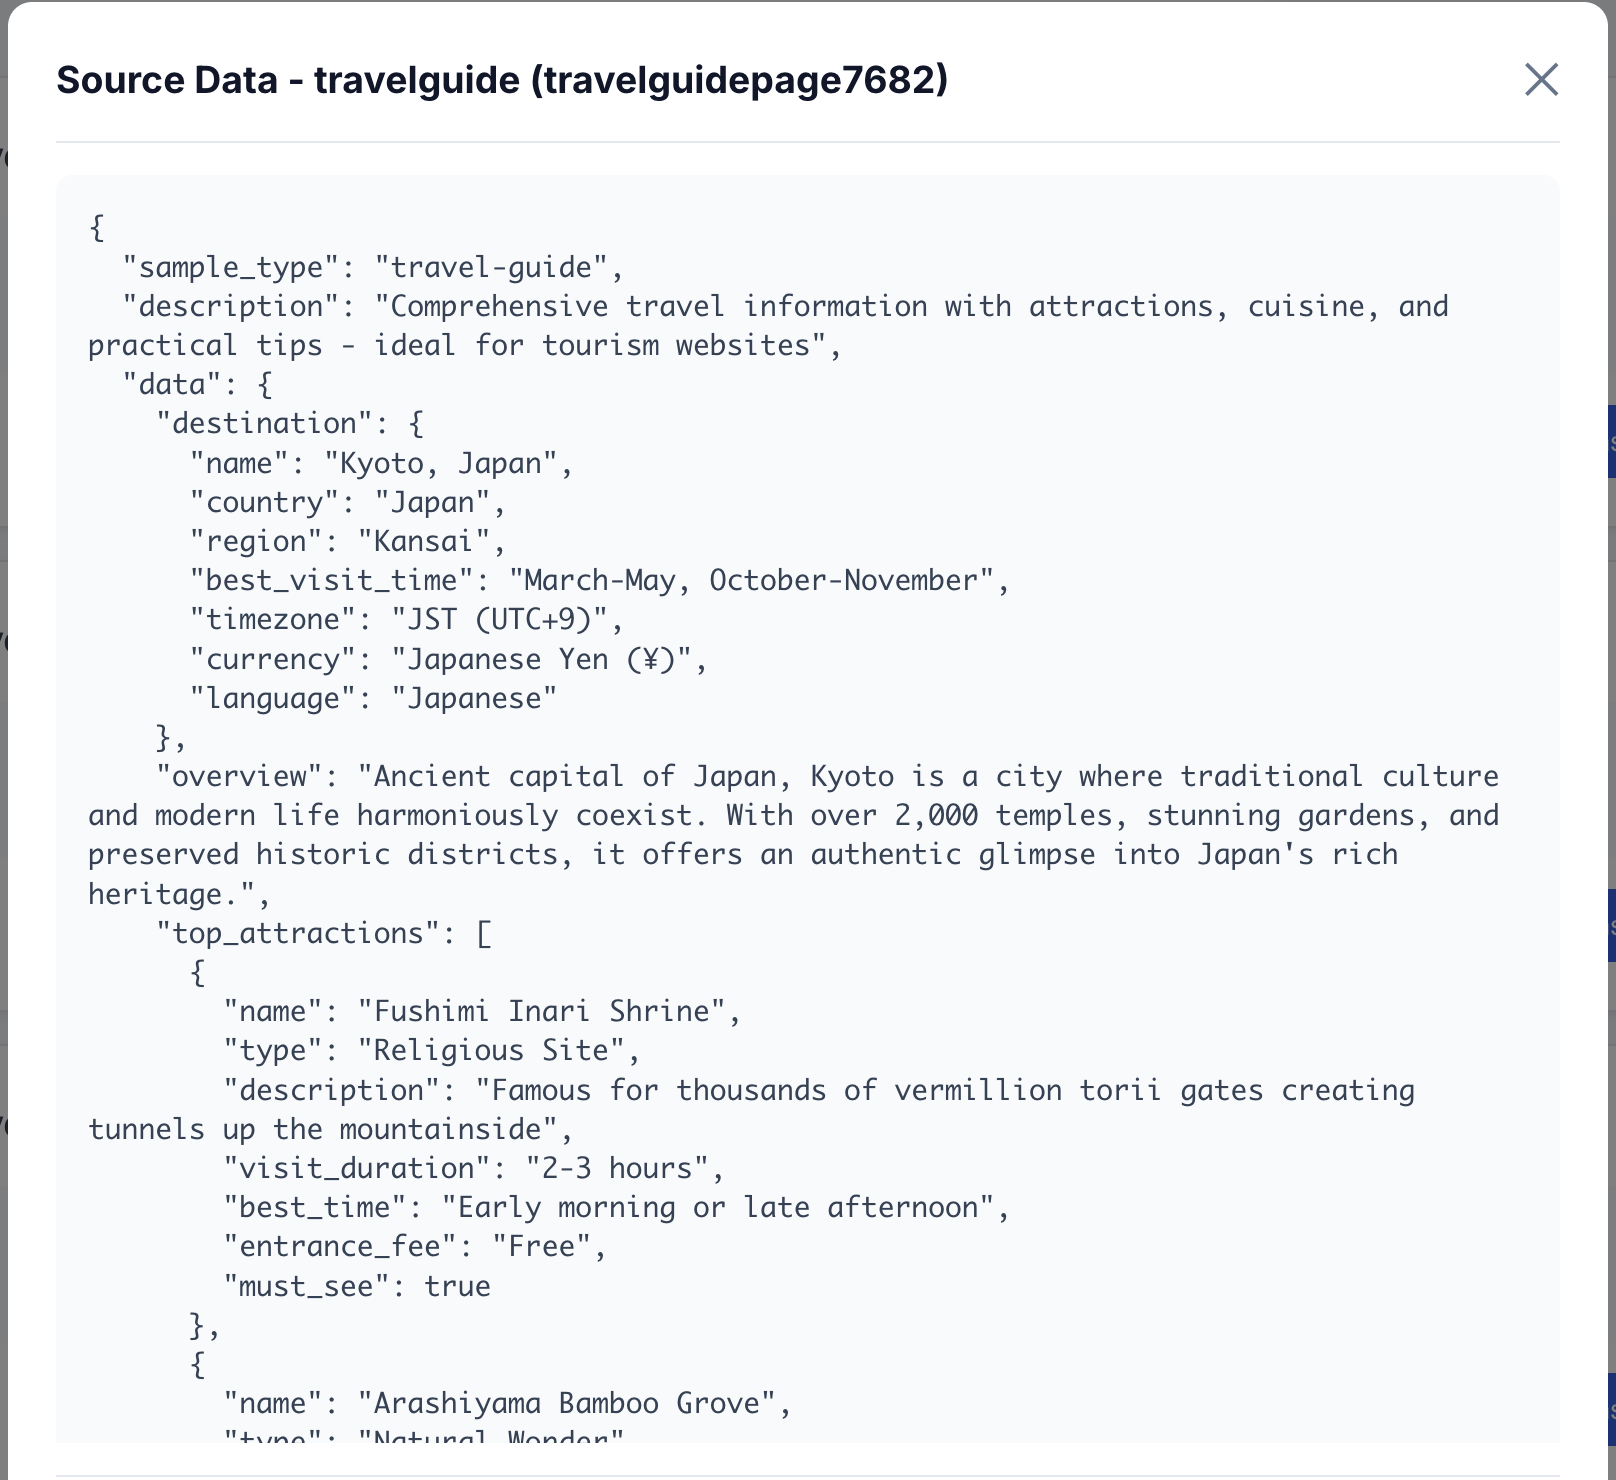 Source Data - travelguide (travelguidepage7682)
{
  "sample_type": "travel-guide",
  "description": "Comprehensive travel information with attractions, cuisine, and
practical tips - ideal for tourism websites",
  "data": {
    "destination": {
      "name": "Kyoto, Japan",
      "country": "Japan",
      "region": "Kansai",
      "best_visit_time": "March-May, October-November",
      "timezone": "JST (UTC+9)",
      "currency": "Japanese Yen (¥)",
      "language": "Japanese"
    },
    "overview": "Ancient capital of Japan, Kyoto is a city where traditional culture
and modern life harmoniously coexist. With over 2,000 temples, stunning gardens, and
preserved historic districts, it offers an authentic glimpse into Japan's rich
heritage.",
    "top_attractions": [
      {
        "name": "Fushimi Inari Shrine",
        "type": "Religious Site",
        "description": "Famous for thousands of vermillion torii gates creating
tunnels up the mountainside",
        "visit_duration": "2-3 hours",
        "best_time": "Early morning or late afternoon",
        "entrance_fee": "Free",
        "must_see": true
      },
      {
        "name": "Arashiyama Bamboo Grove",
        "type": "Natural Wonder"